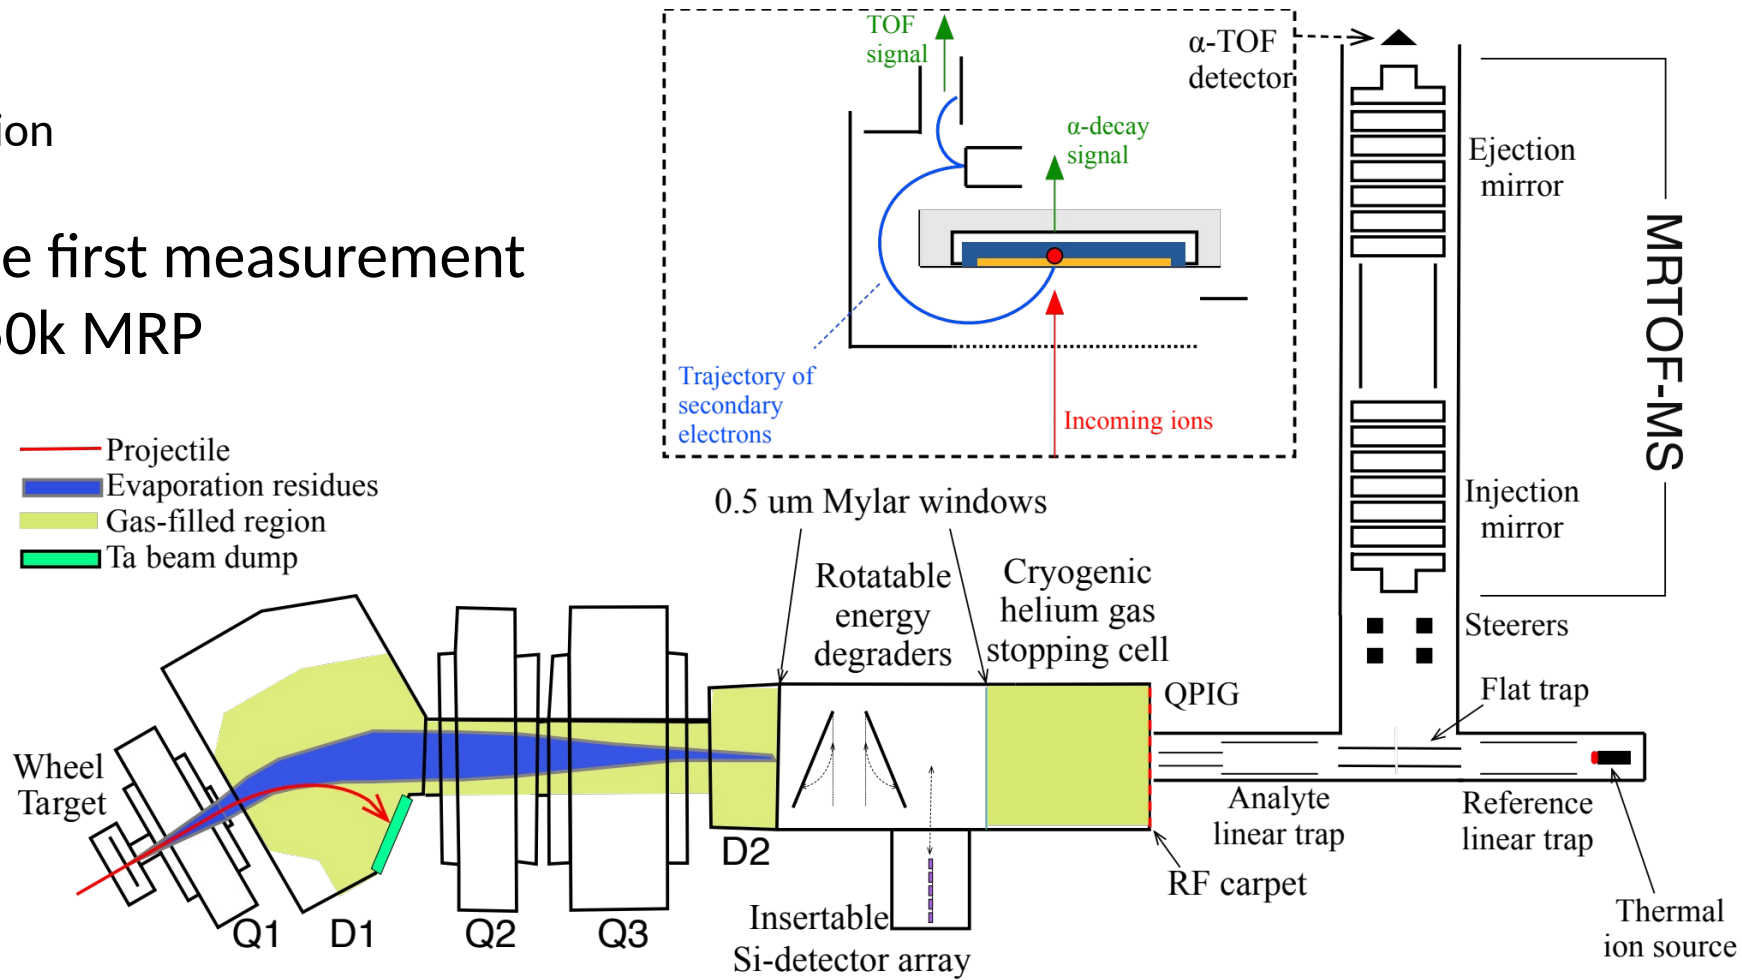 ion
e first measurement
0k MRP
TOF
signal
α-decay
signal
Trajectory of
secondary
electrons
Incoming ions
α-TOF
detector
Ejection
mirror
MRTOF-MS
Injection
mirror
Steerers
Flat trap
Projectile
Evaporation residues
Gas-filled region
Ta beam dump
0.5 um Mylar windows
Rotatable
energy
degraders
Cryogenic
helium gas
stopping cell
QPIG
Wheel
Target
Analyte
linear trap
Reference
linear trap
RF carpet
Thermal
ion source
Q1
D1
Q2
Q3
D2
Insertable
Si-detector array